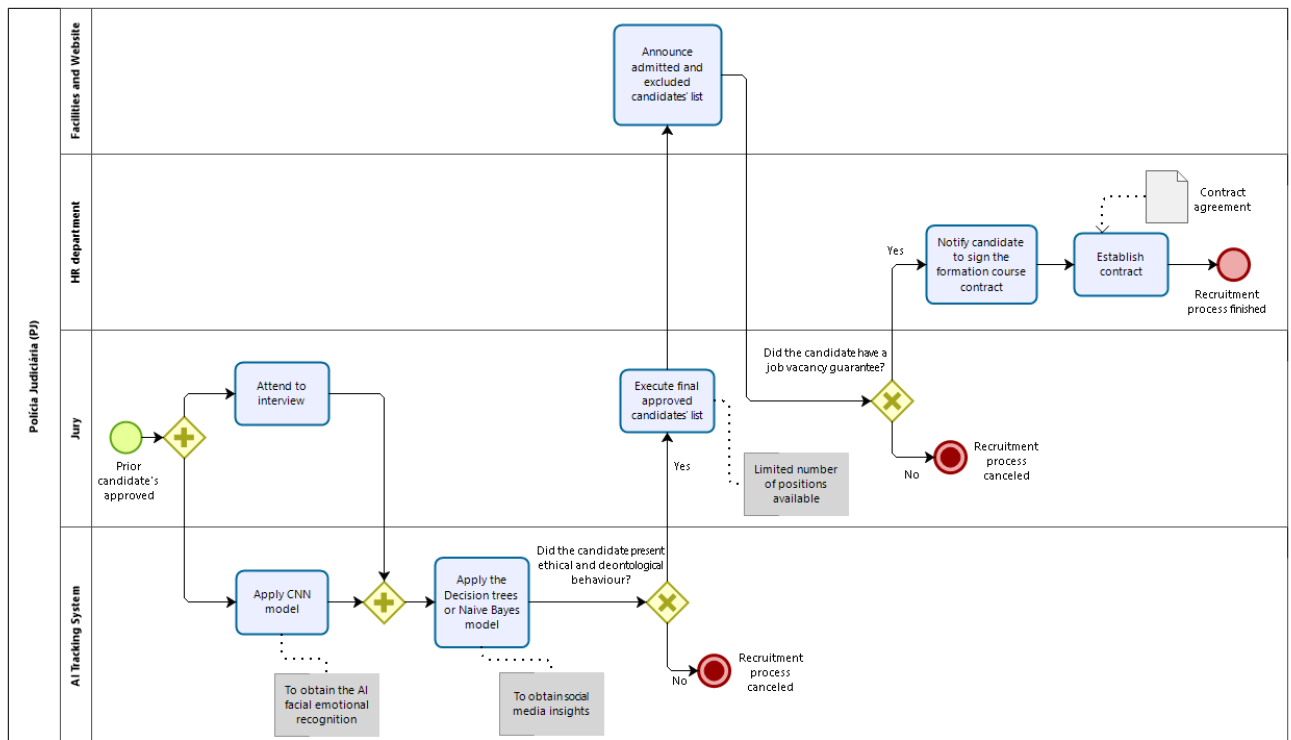 Polícia Judiciária (PJ)
Facilities and Website
Announce
admitted and
excluded
candidates' list
HR department
Contract
agreement
Notify candidate
to sign the
formation course
contract
Establish
contract
Yes
Recruitment
process finished
Jury
Prior
candidate's
approved
Attend to
interview
Execute final
approved
candidates' list
Yes
Limited number
of positions
available
Did the candidate have a
job vacancy guarantee?
No
Recruitment
process
canceled
AI Tracking System
Apply CNN
model
To obtain the AI
facial emotional
recognition
Apply the
Decision trees
or Naive Bayes
model
To obtain social
media insights
Did the candidate present
ethical and deontological
behaviour?
No
Recruitment
process
canceled